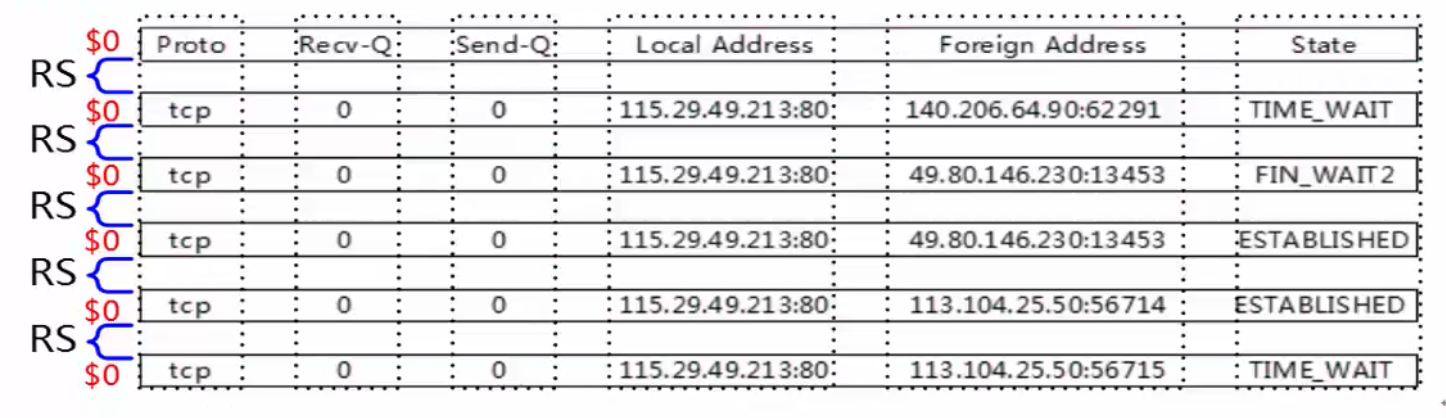 $0 Proto Recv-Q Send-Q Local Address Foreign Address State
RS
$0 tcp 0 0 115.29.49.213:80 140.206.64.90:62291 TIME_WAIT
RS
$0 tcp 0 0 115.29.49.213:80 49.80.146.230:13453 FIN_WAIT2
RS
$0 tcp 0 0 115.29.49.213:80 49.80.146.230:13453 ESTABLISHED
RS
$0 tcp 0 0 115.29.49.213:80 113.104.25.50:56714 ESTABLISHED
RS
$0 tcp 0 0 115.29.49.213:80 113.104.25.50:56715 TIME_WAIT